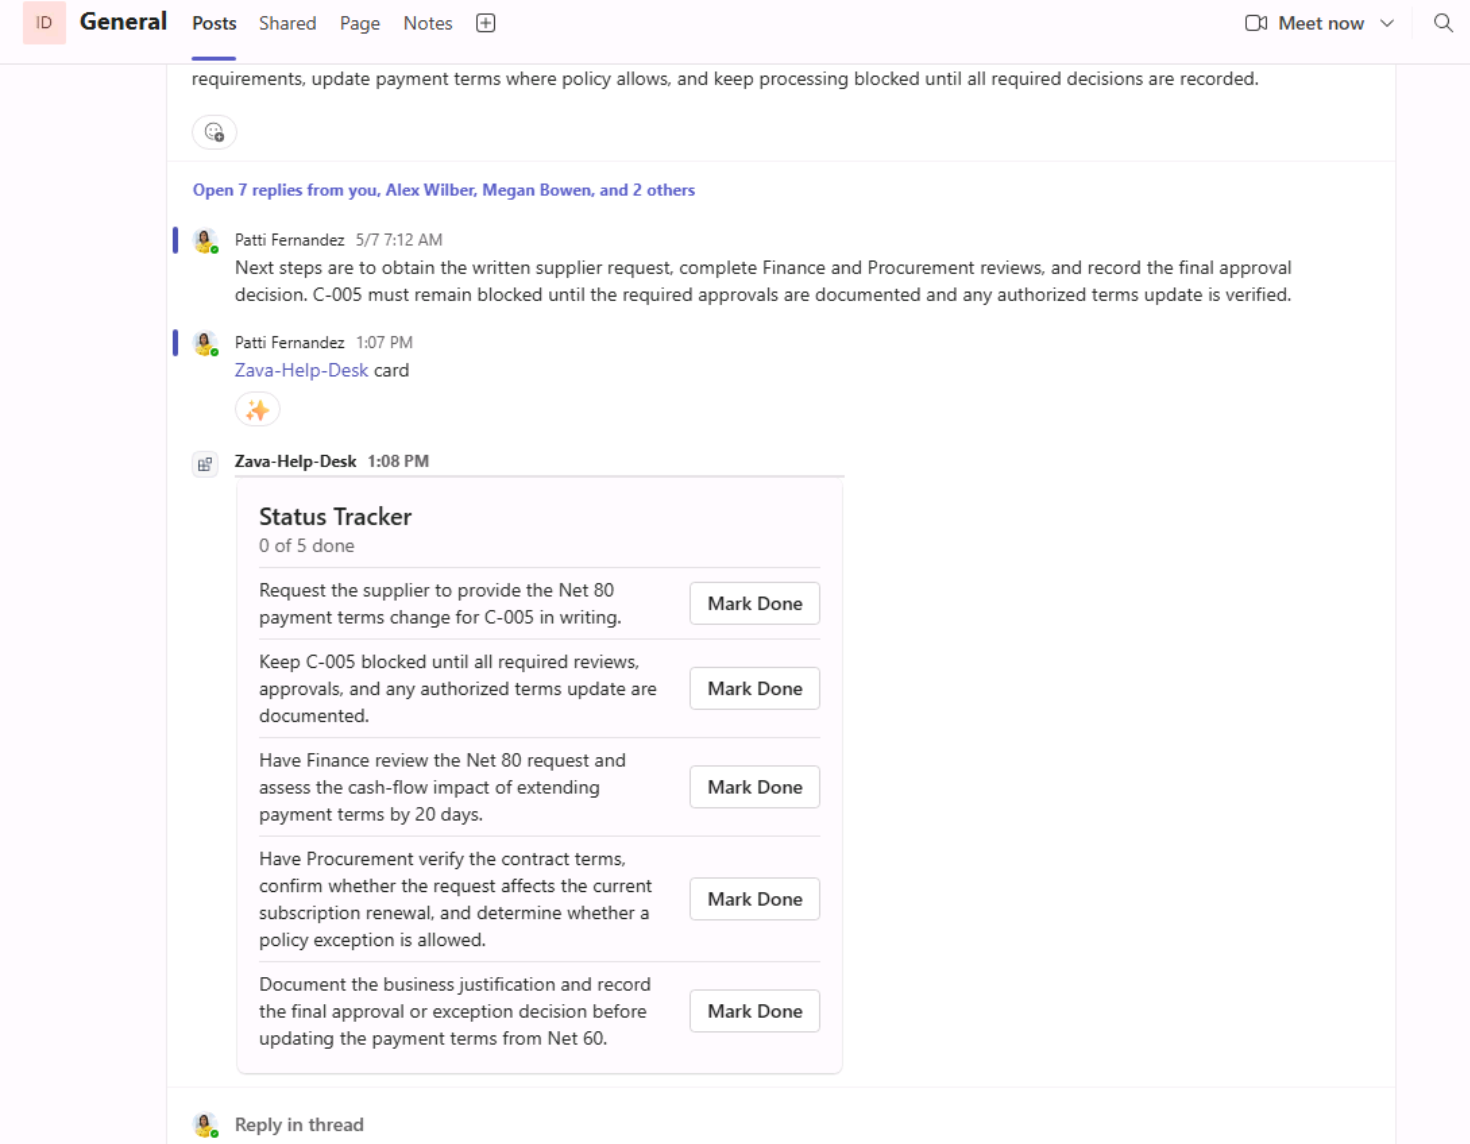 ID General Posts Shared Page Notes Meet now
requirements, update payment terms where policy allows, and keep processing blocked until all required decisions are recorded.
Open 7 replies from you, Alex Wilber, Megan Bowen, and 2 others
Patti Fernandez 5/7 7:12 AM
Next steps are to obtain the written supplier request, complete Finance and Procurement reviews, and record the final approval
decision. C-005 must remain blocked until the required approvals are documented and any authorized terms update is verified.
Patti Fernandez 1:07 PM
Zava-Help-Desk card
Zava-Help-Desk 1:08 PM
Status Tracker
0 of 5 done
Request the supplier to provide the Net 80
payment terms change for C-005 in writing.
Mark Done
Keep C-005 blocked until all required reviews,
approvals, and any authorized terms update are
documented.
Mark Done
Have Finance review the Net 80 request and
assess the cash-flow impact of extending
payment terms by 20 days.
Mark Done
Have Procurement verify the contract terms,
confirm whether the request affects the current
subscription renewal, and determine whether a
policy exception is allowed.
Mark Done
Document the business justification and record
the final approval or exception decision before
updating the payment terms from Net 60.
Mark Done
Reply in thread